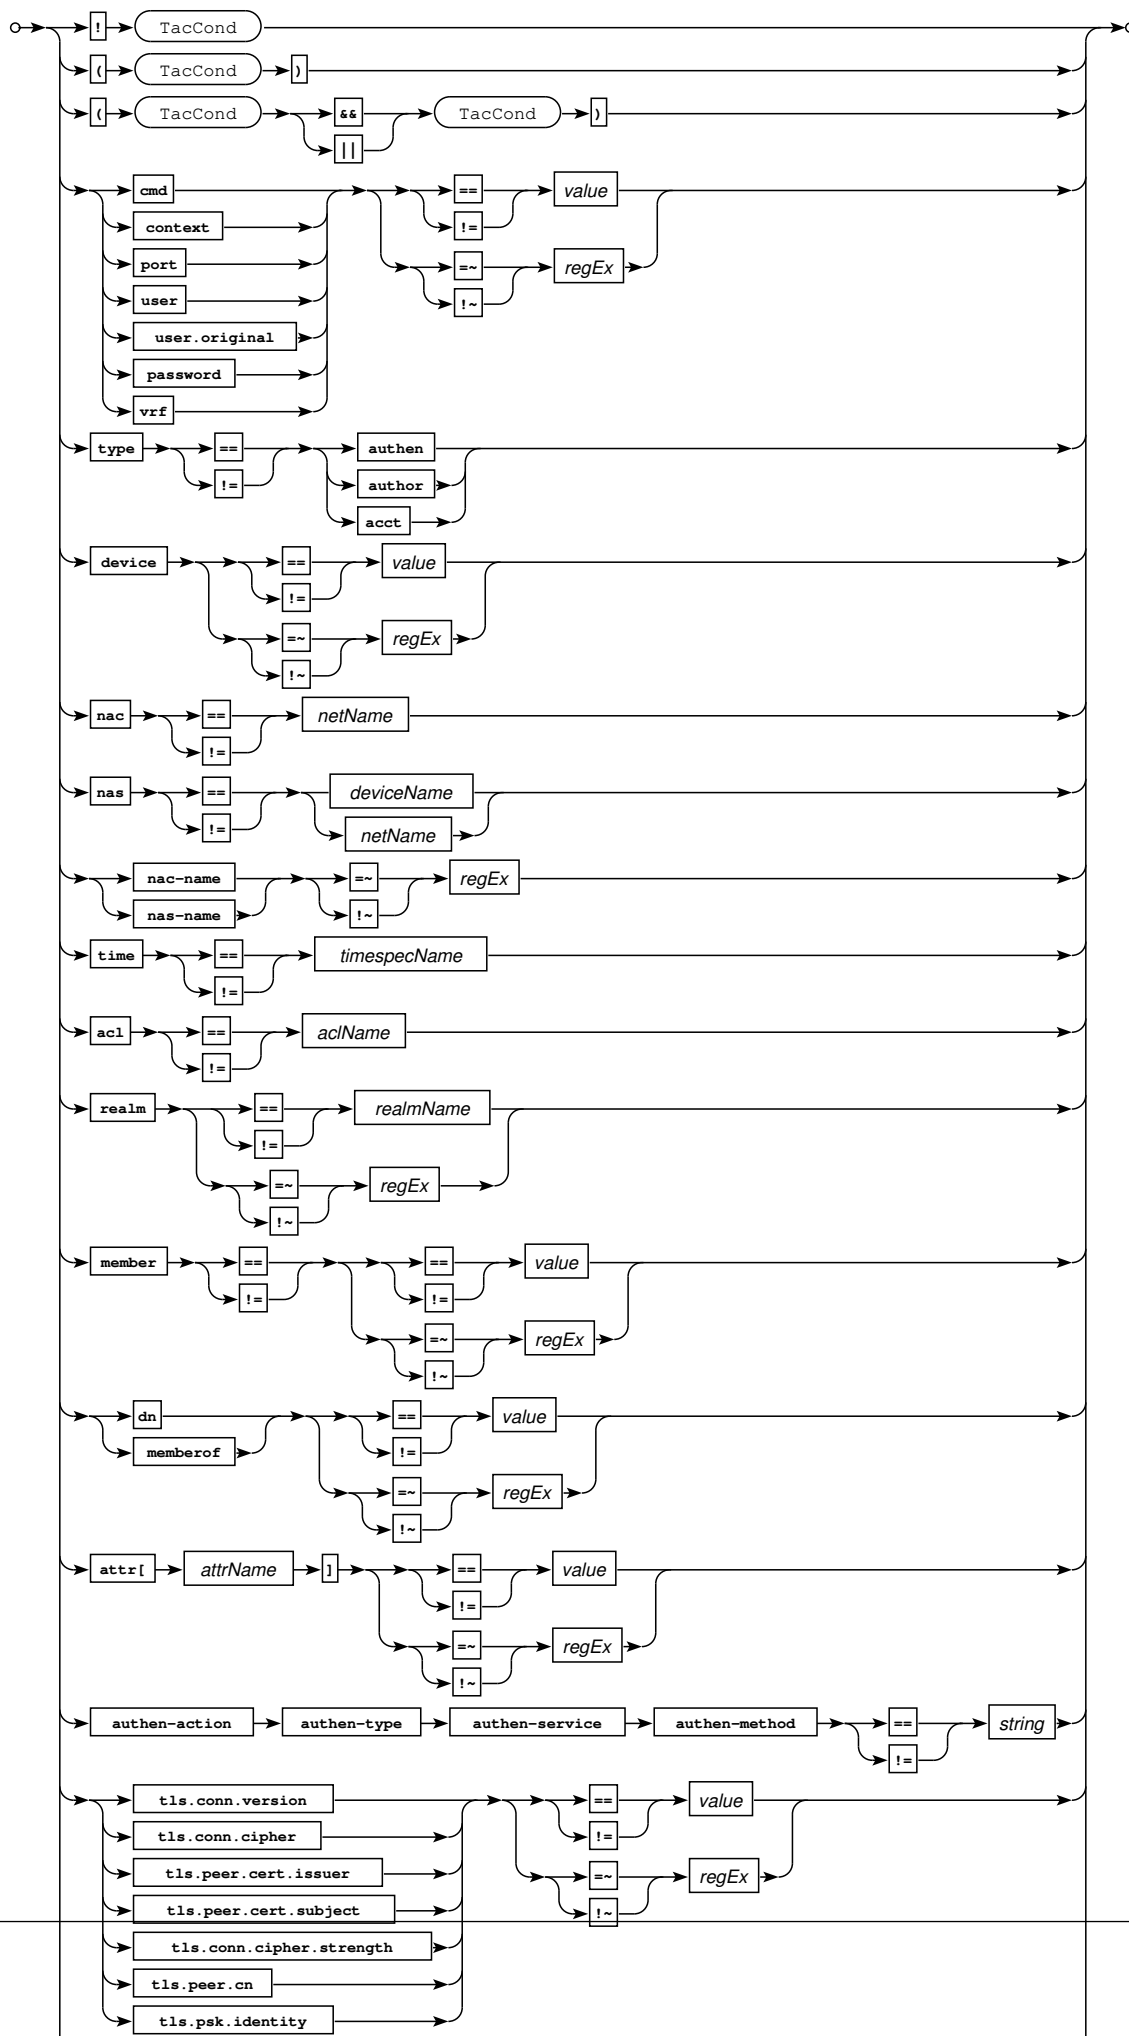 ! TacCond
( TacCond )
( TacCond && TacCond )
||
cmd == value
context !=
port =~ regEx
user !~
user.original
password
vrf
type == authen
!= author
acct
device == value
!=
=~ regEx
!~
nac == netName
!=
nas == deviceName
!= netName
nac-name =~ regEx
nas-name !~
time == timespecName
!=
acl == aclName
!=
realm == realmName
!=
=~ regEx
!~
member == == value
!= !=
=~ regEx
!~
dn == value
memberof !=
=~ regEx
!~
attr[ attrName ] == value
!=
=~ regEx
!~
authen-action authen-type authen-service authen-method == string
!=
tls.conn.version == value
tls.conn.cipher !=
tls.peer.cert.issuer =~ regEx
tls.peer.cert.subject !~
tls.conn.cipher.strength
tls.peer.cn
tls.psk.identity